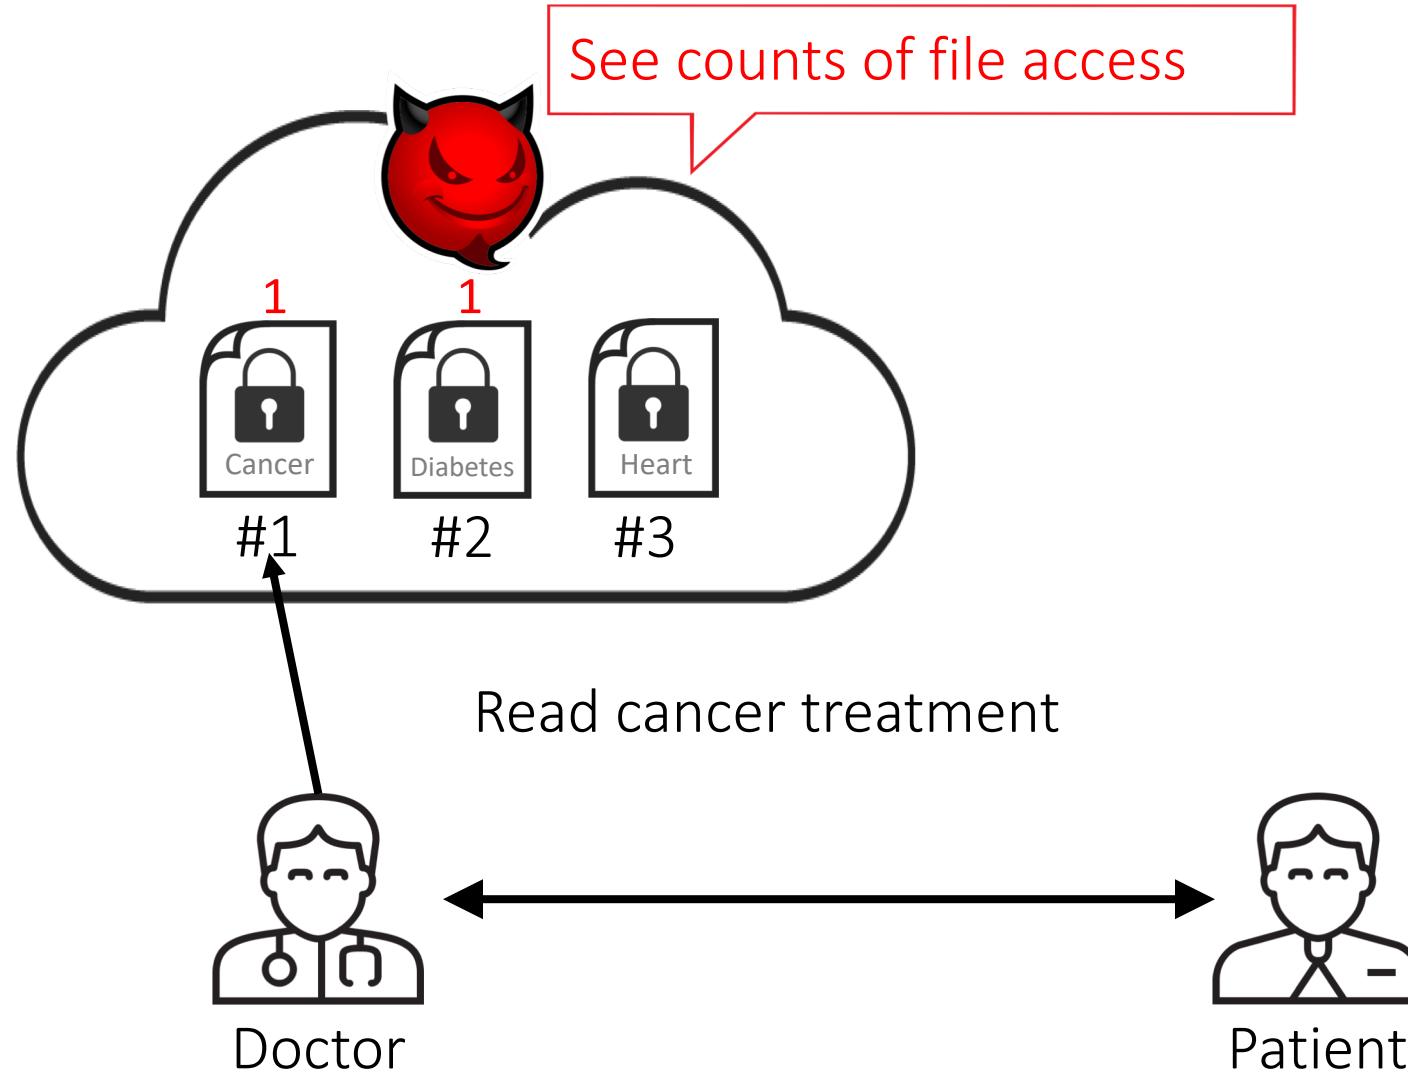 See counts of file access
1 1
Cancer Diabetes Heart
#1 #2 #3
Read cancer treatment
Doctor Patient